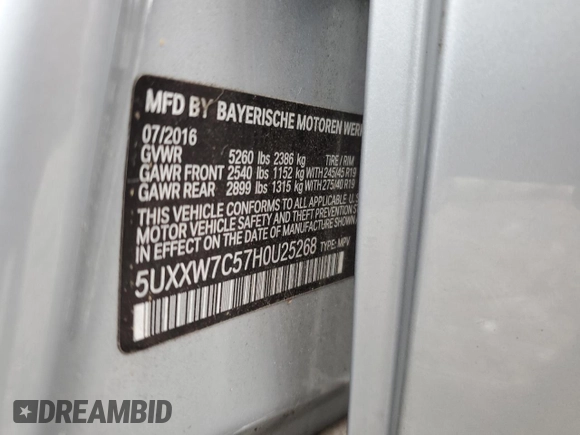 MFD BY BAYERISCHE MOTOREN WERK
07/2016
GVWR 5260 lbs 2386 kg TIRE / RIM
GAWR FRONT 2540 lbs 1152 kg WITH 245/45 R19
GAWR REAR 2899 lbs 1315 kg WITH 275/40 R19
THIS VEHICLE CONFORMS TO ALL APPLICABLE U.S
MOTOR VEHICLE SAFETY AND THEFT PREVENTION S
IN EFFECT ON THE DATE OF MANUFACTURE SHOWN
5UXXW7C57H0U25268 TYPE: MPV
DREAMBID